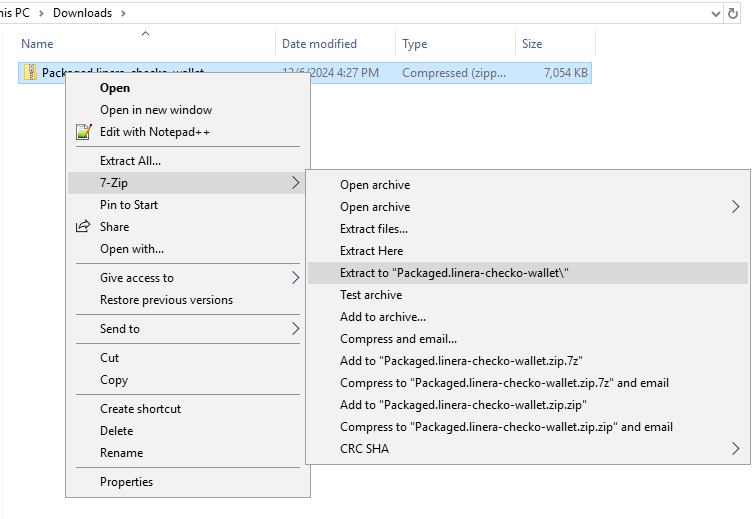 his PC > Downloads >
Name Date modified Type Size
Packaged.linera-checko-wallet 12/6/2024 4:27 PM Compressed (zipp... 7,054 KB
Open
Open in new window
Edit with Notepad++
Extract All...
7-Zip
Pin to Start
Share
Open with...
Give access to
Restore previous versions
Send to
Cut
Copy
Create shortcut
Delete
Rename
Properties
Open archive
Open archive
Extract files...
Extract Here
Extract to "Packaged.linera-checko-wallet\"
Test archive
Add to archive...
Compress and email...
Add to "Packaged.linera-checko-wallet.zip.7z"
Compress to "Packaged.linera-checko-wallet.zip.7z" and email
Add to "Packaged.linera-checko-wallet.zip.zip"
Compress to "Packaged.linera-checko-wallet.zip.zip" and email
CRC SHA